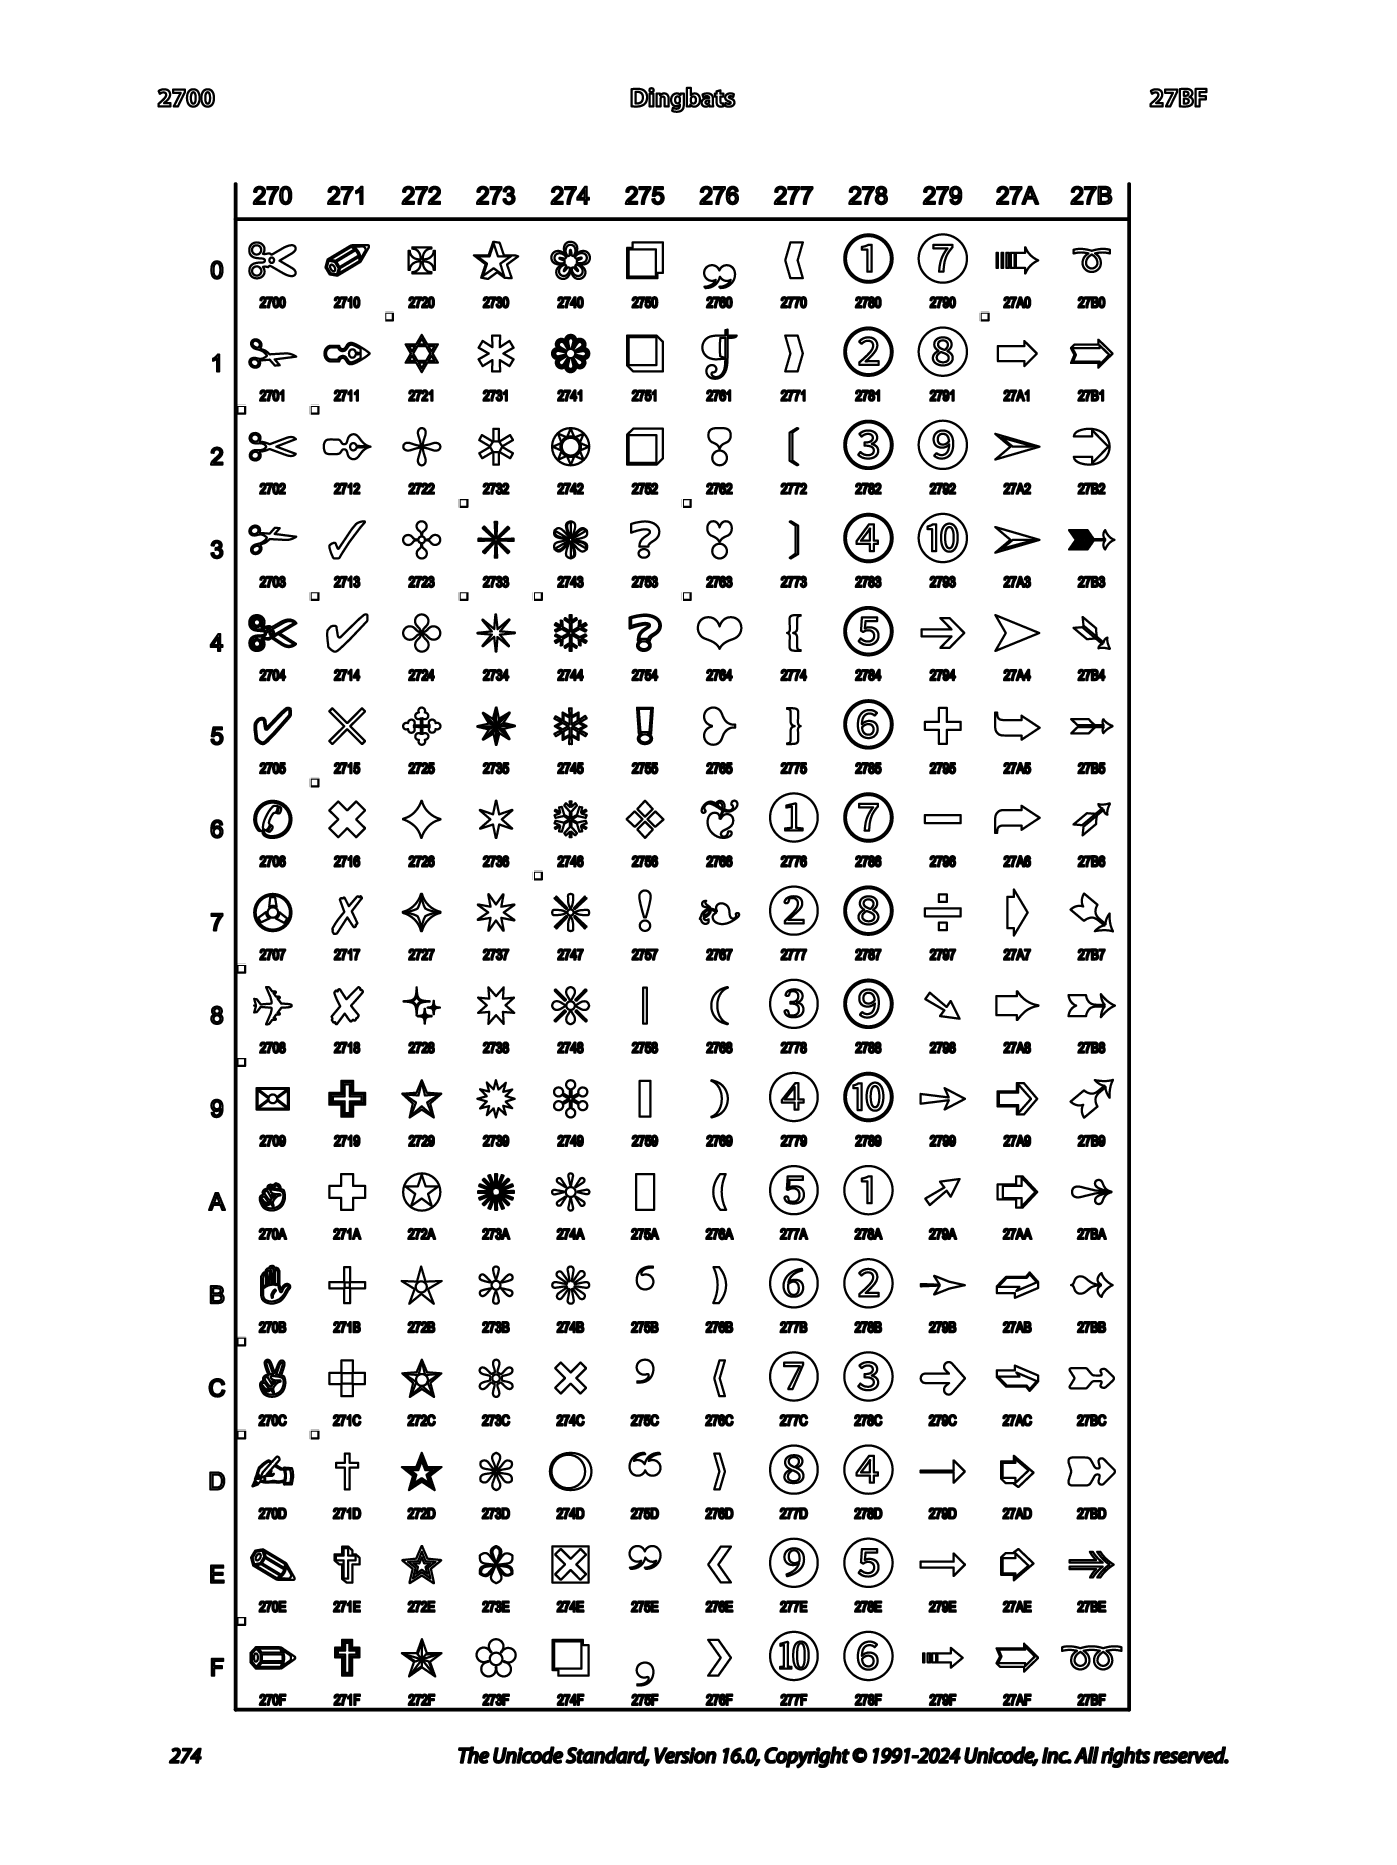 2700 Dingbats 27BF
270 271 272 273 274 275 276 277 278 279 27A 27B
0 ✀ ✐ ✠ ✰ ❀ ❐ ❠ ❰ ➀ ➐ ➠ ➰
2700 2710 2720 2730 2740 2750 2760 2770 2780 2790 27A0 27B0
1 ✁ ✑ ✡ ✱ ❁ ❑ ❡ ❱ ➁ ➑ ➡ ➱
2701 2711 2721 2731 2741 2751 2761 2771 2781 2791 27A1 27B1
2 ✂ ✒ ✢ ✲ ❂ ❒ ❢ ❲ ➂ ➒ ➢ ➲
2702 2712 2722 2732 2742 2752 2762 2772 2782 2792 27A2 27B2
3 ✃ ✓ ✣ ✳ ❃ ❓ ❣ ❳ ➃ ➓ ➣ ➳
2703 2713 2723 2733 2743 2753 2763 2773 2783 2793 27A3 27B3
4 ✄ ✔ ✤ ✴ ❄ ❔ ❤ ❴ ➄ ➔ ➤ ➴
2704 2714 2724 2734 2744 2754 2764 2774 2784 2794 27A4 27B4
5 ✅ ✕ ✥ ✵ ❅ ❕ ❥ ❵ ➅ ➕ ➥ ➵
2705 2715 2725 2735 2745 2755 2765 2775 2785 2795 27A5 27B5
6 ✆ ✖ ✦ ✶ ❆ ❖ ❦ ❶ ➆ ➖ ➦ ➶
2706 2716 2726 2736 2746 2756 2766 2776 2786 2796 27A6 27B6
7 ✇ ✗ ✧ ✷ ❇ ❗ ❧ ❷ ➇ ➗ ➧ ➷
2707 2717 2727 2737 2747 2757 2767 2777 2787 2797 27A7 27B7
8 ✈ ✘ ✨ ✸ ❈ ❘ ❨ ❸ ➈ ➘ ➨ ➸
2708 2718 2728 2738 2748 2758 2768 2778 2788 2798 27A8 27B8
9 ✉ ✙ ✩ ✹ ❉ ❙ ❩ ❹ ➉ ➙ ➩ ➹
2709 2719 2729 2739 2749 2759 2769 2779 2789 2799 27A9 27B9
A ✊ ✚ ✪ ✺ ❊ ❚ ❪ ❺ ➊ ➚ ➪ ➺
270A 271A 272A 273A 274A 275A 276A 277A 278A 279A 27AA 27BA
B ✋ ✛ ✫ ✻ ❋ ❛ ❫ ❻ ➋ ➛ ➫ ➻
270B 271B 272B 273B 274B 275B 276B 277B 278B 279B 27AB 27BB
C ✌ ✜ ✬ ✼ ❌ ❜ ❬ ❼ ➌ ➜ ➬ ➼
270C 271C 272C 273C 274C 275C 276C 277C 278C 279C 27AC 27BC
D ✍ ✝ ✭ ✽ ❍ ❝ ❭ ❽ ➍ ➝ ➭ ➽
270D 271D 272D 273D 274D 275D 276D 277D 278D 279D 27AD 27BD
E ✎ ✞ ✮ ✾ ❎ ❞ ❮ ❾ ➎ ➞ ➮ ➾
270E 271E 272E 273E 274E 275E 276E 277E 278E 279E 27AE 27BE
F ✏ ✟ ✯ ✿ ❏ ❟ ❯ ❿ ➏ ➟ ➯ ➿
270F 271F 272F 273F 274F 275F 276F 277F 278F 279F 27AF 27BF
274 The Unicode Standard, Version 16.0, Copyright © 1991-2024 Unicode, Inc. All rights reserved.